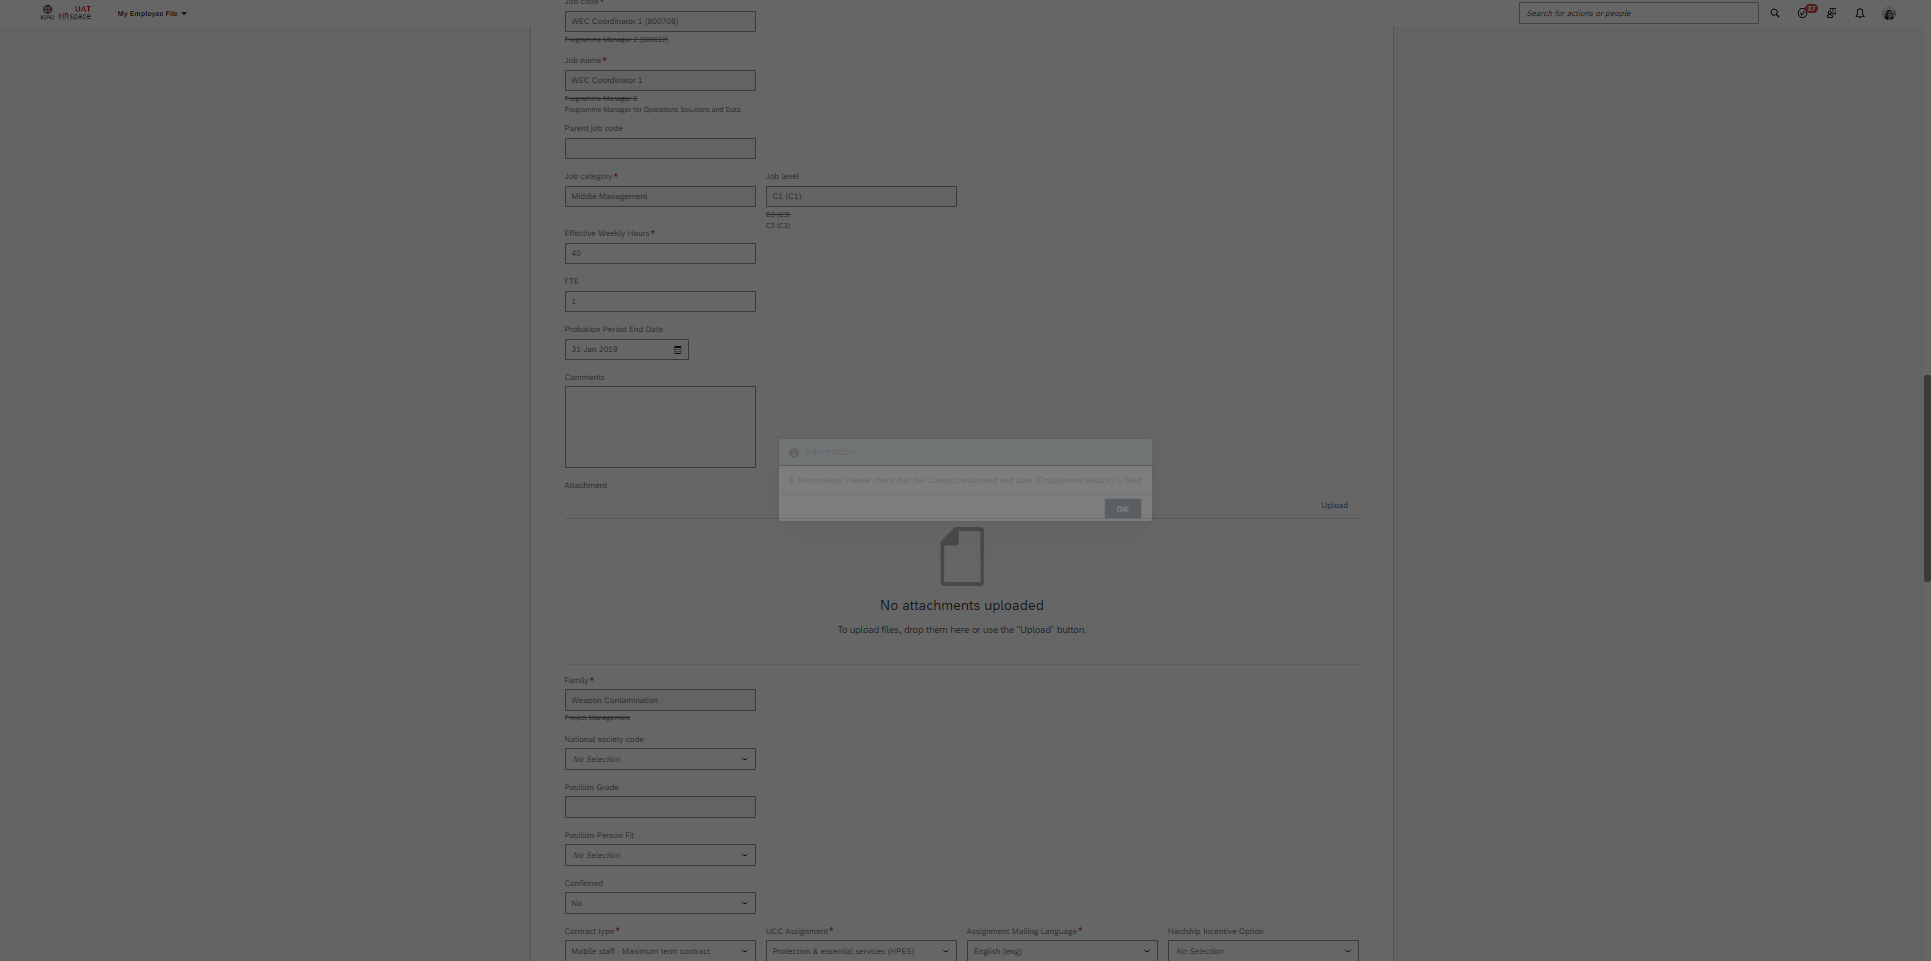 UAT
ICRC HRspace
My Employee File
Search for actions or people
37
Job code*
WEC Coordinator 1 (800708)
Programme Manager 2 (800612)
Job name*
WEC Coordinator 1
Programme Manager 2
Programme Manager for Operations Solutions and Data
Parent job code
Job category*
Job level
Middle Management
C1 (C1)
C3 (C3)
C3 (C3)
Effective Weekly Hours*
40
FTE
1
Probation Period End Date
31 Jan 2019
Comments
Information
1. Information: Please check that the Contract estimated end date (Employment details) is filled
OK
Attachment
Upload
No attachments uploaded
To upload files, drop them here or use the "Upload" button.
Family*
Weapon Contamination
Project Management
National society code
No Selection
Position Grade
Position-Person Fit
No Selection
Confirmed
No
Contract type*
UCC Assignment*
Assignment Mailing Language*
Hardship Incentive Option
Mobile staff - Maximum term contract
Protection & essential services (HPES)
English (eng)
No Selection